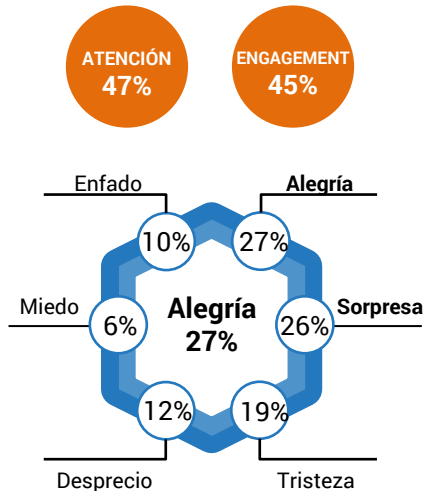 ATENCIÓN
47%
ENGAGEMENT
45%
Enfado
Alegría
10%
27%
Miedo
6%
Alegría
27%
26%
Sorpresa
12%
19%
Desprecio
Tristeza